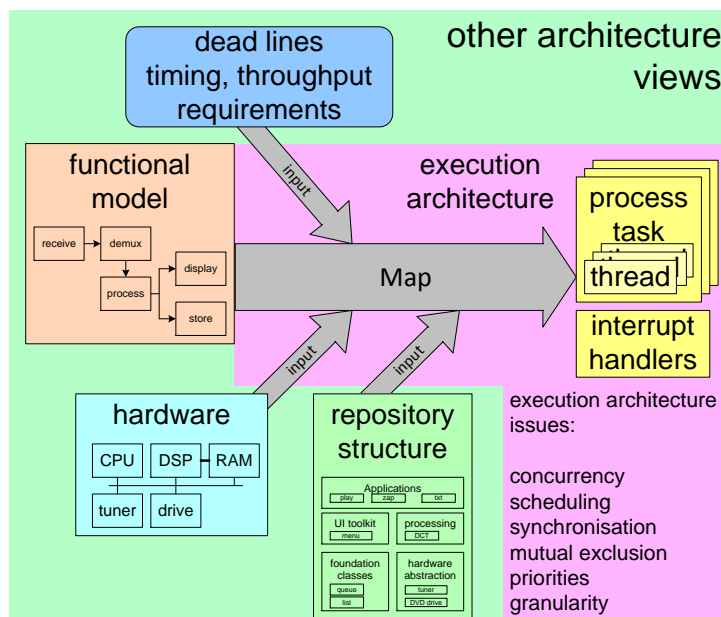 other architecture
views
dead lines
timing, throughput
requirements
input
functional
model
receive
demux
process
display
store
execution
architecture
Map
process
task
thread
interrupt
handlers
input
input
hardware
CPU
DSP
RAM
tuner
drive
repository
structure
Applications
play
zap
txt
UI toolkit
menu
processing
DCT
foundation
classes
queue
list
hardware
abstraction
tuner
DVD drive
execution architecture
issues:
concurrency
scheduling
synchronisation
mutual exclusion
priorities
granularity